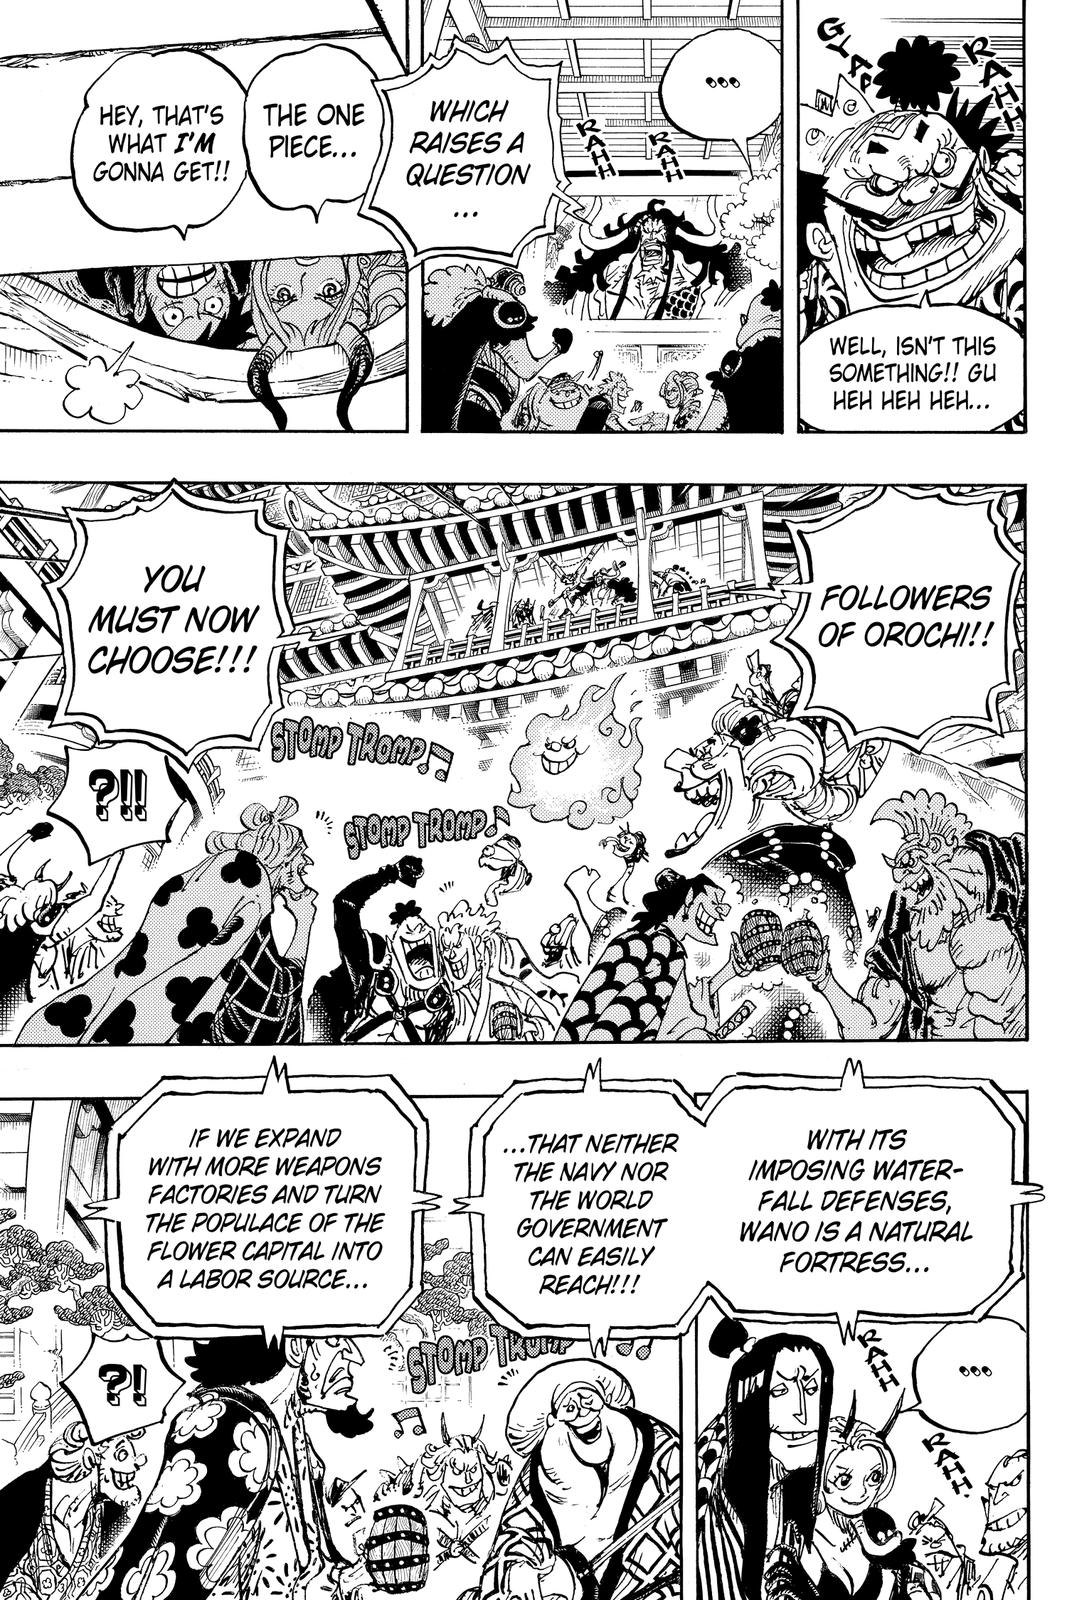 GYAP
RAHH
WELL, ISN'T THIS
SOMETHING!! GU
HEH HEH HEH...
...
RAHH
RAHH
WHICH
RAISES A
QUESTION
...
THE ONE
PIECE...
HEY, THAT'S
WHAT I'M
GONNA GET!!
FOLLOWERS
OF OROCHI!!
YOU
MUST NOW
CHOOSE!!!
STOMP TROMP
STOMP TROMP
?!!
WITH ITS
IMPOSING WATER-
FALL DEFENSES,
WANO IS A NATURAL
FORTRESS...
...THAT NEITHER
THE NAVY NOR
THE WORLD
GOVERNMENT
CAN EASILY
REACH!!!
...
RAHH
RAHH
IF WE EXPAND
WITH MORE WEAPONS
FACTORIES AND TURN
THE POPULACE OF THE
FLOWER CAPITAL INTO
A LABOR SOURCE...
STOMP TROMP
?!